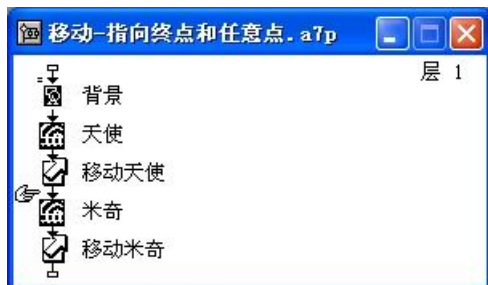 移动-指向终点和任意点.a7p
层 1
背景
天使
移动天使
米奇
移动米奇